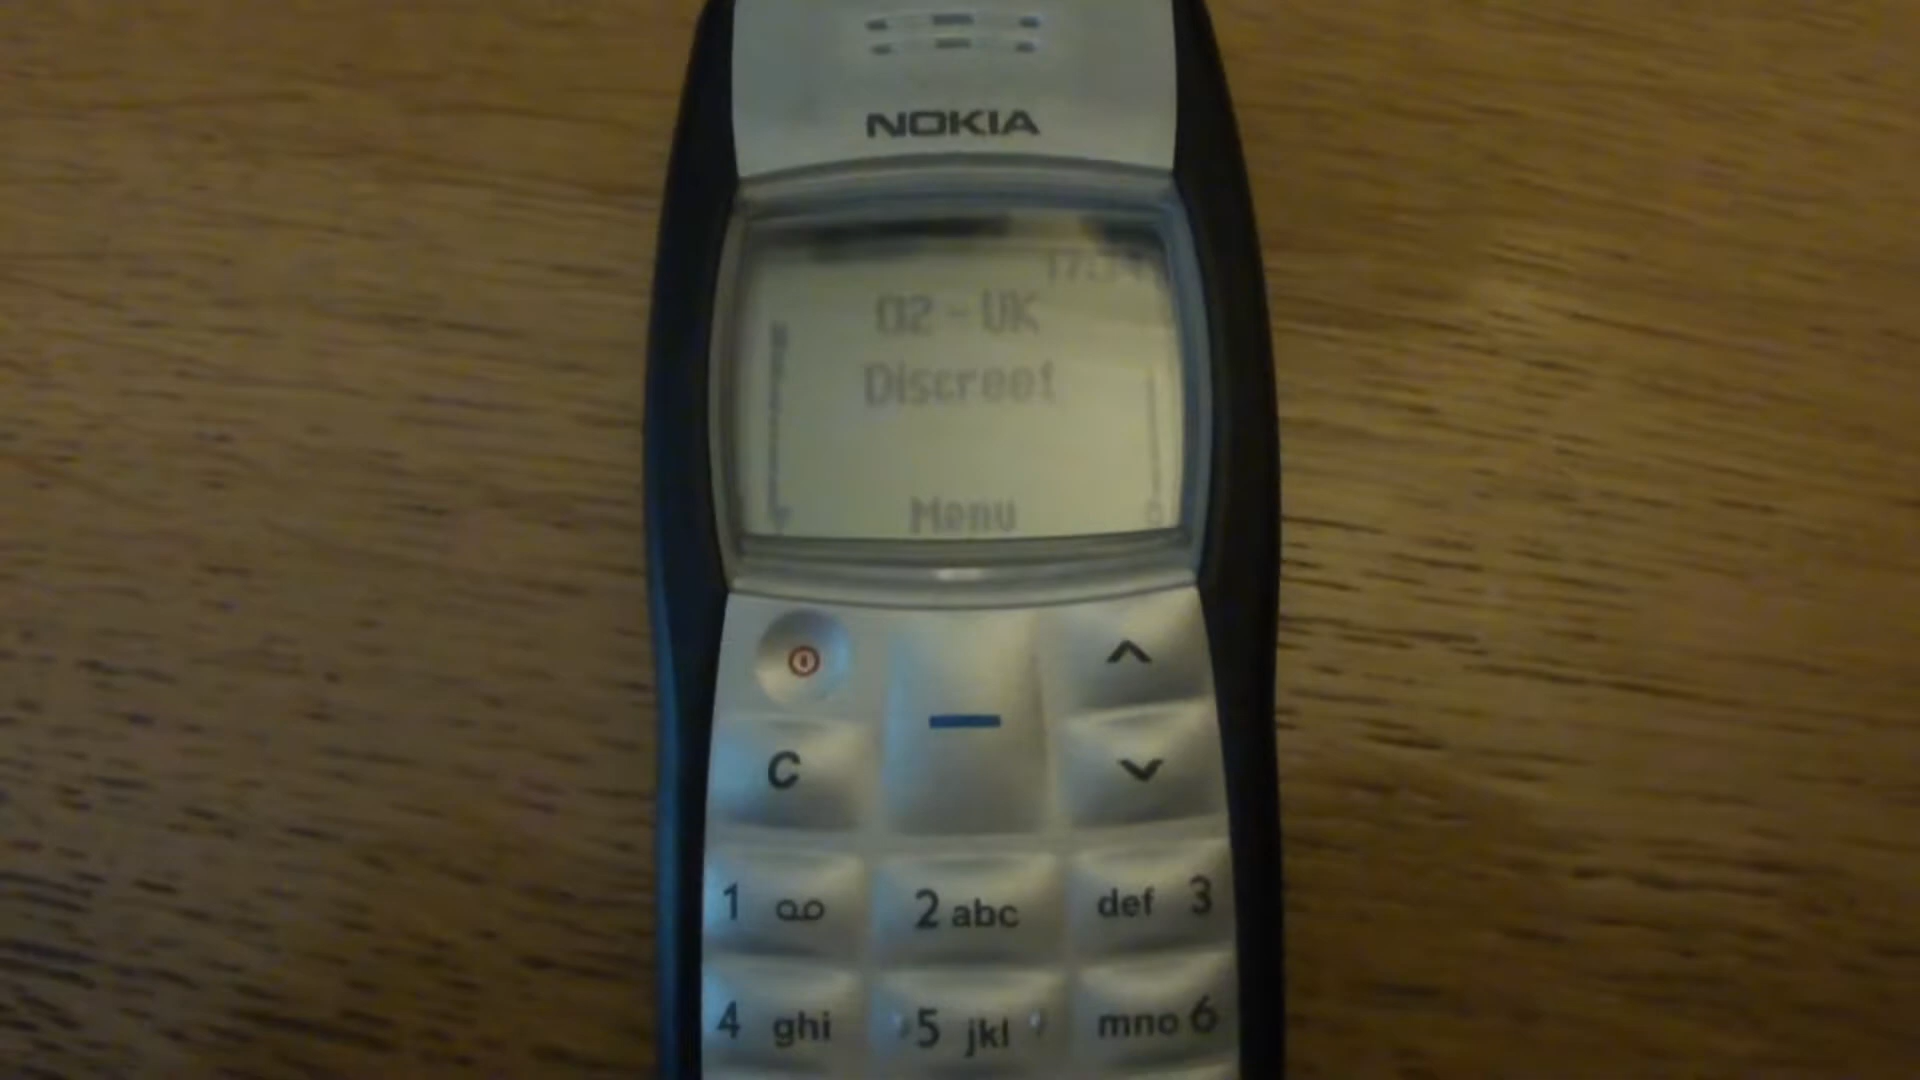 NOKIA
O2 - UK
Discreet
Menu
C
1
2 abc
def 3
4 ghi
5 jkl
mno 6